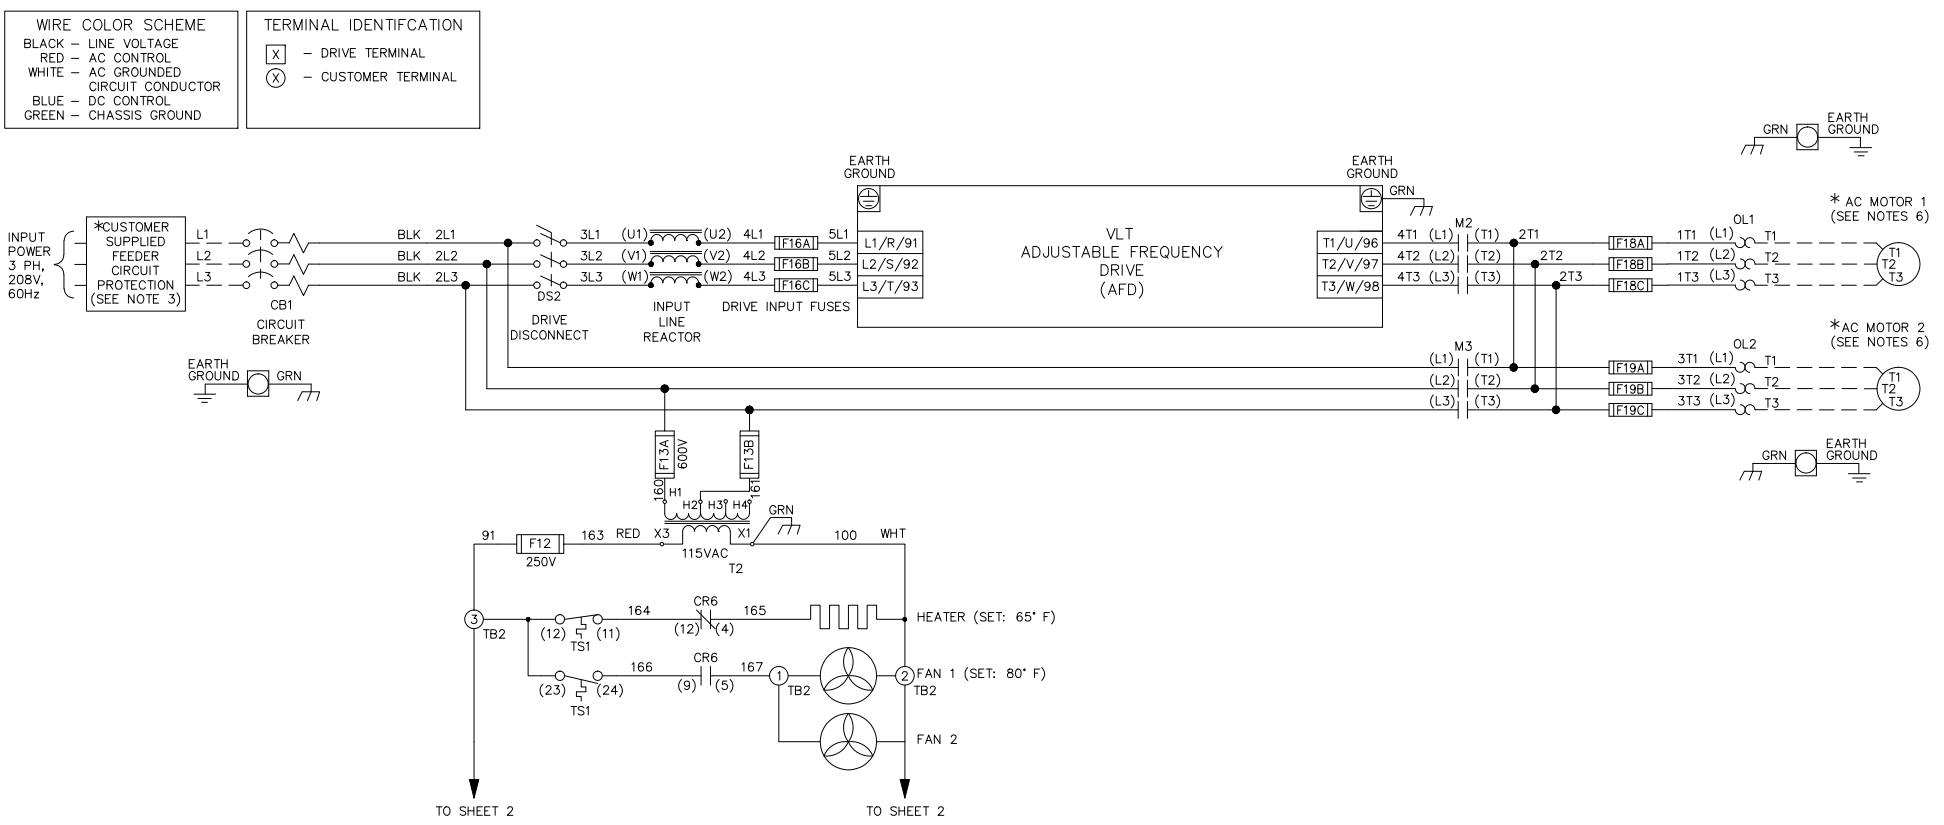 WIRE COLOR SCHEME
BLACK – LINE VOLTAGE
RED – AC CONTROL
WHITE – AC GROUNDED
CIRCUIT CONDUCTOR
BLUE – DC CONTROL
GREEN – CHASSIS GROUND
TERMINAL IDENTIFCATION
X – DRIVE TERMINAL
X – CUSTOMER TERMINAL
GRN
EARTH
GROUND
EARTH
GROUND
EARTH
GROUND
GRN
INPUT
POWER
3 PH,
208V,
60Hz
*CUSTOMER
SUPPLIED
FEEDER
CIRCUIT
PROTECTION
(SEE NOTE 3)
L1
L2
L3
CB1
CIRCUIT
BREAKER
BLK 2L1
BLK 2L2
BLK 2L3
DS2
DRIVE
DISCONNECT
3L1 (U1) (U2) 4L1 F16A 5L1 L1/R/91
3L2 (V1) (V2) 4L2 F16B 5L2 L2/S/92
3L3 (W1) (W2) 4L3 F16C 5L3 L3/T/93
INPUT
LINE
REACTOR
DRIVE INPUT FUSES
VLT
ADJUSTABLE FREQUENCY
DRIVE
(AFD)
M2
T1/U/96 4T1 (L1) (T1) 2T1 F18A 1T1 (L1) T1
T2/V/97 4T2 (L2) (T2) 2T2 F18B 1T2 (L2) T2
T3/W/98 4T3 (L3) (T3) 2T3 F18C 1T3 (L3) T3
OL1
* AC MOTOR 1
(SEE NOTES 6)
T1
T2
T3
M3
(L1) (T1) F19A 3T1 (L1) T1
(L2) (T2) F19B 3T2 (L2) T2
(L3) (T3) F19C 3T3 (L3) T3
OL2
* AC MOTOR 2
(SEE NOTES 6)
T1
T2
T3
EARTH
GROUND
GRN
GRN
EARTH
GROUND
F13A
600V
F13B
160
161
H1
H2
H3
H4
GRN
91 F12 163 RED X3 X1 100 WHT
250V
115VAC
T2
3
TB2
(12)
(11)
TS1
164
CR6
(12)
(4)
165
HEATER (SET: 65° F)
(23)
(24)
TS1
166
CR6
(9)
(5)
167
1
TB2
2
TB2
FAN 1 (SET: 80° F)
FAN 2
TO SHEET 2
TO SHEET 2